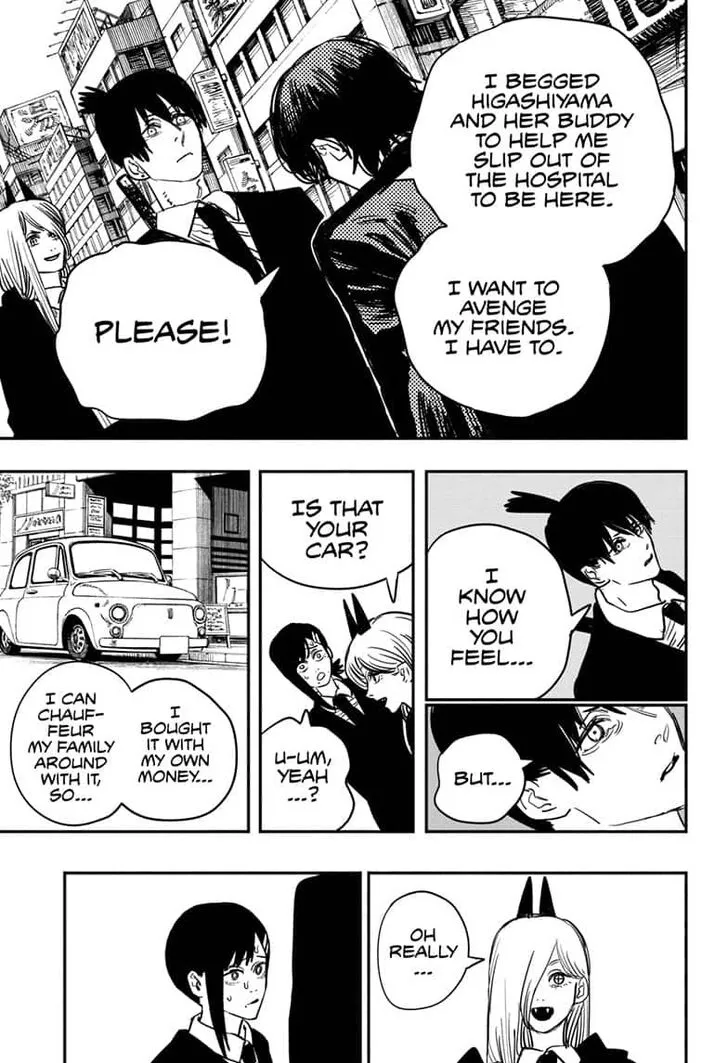 I BEGGED
HIGASHIYAMA
AND HER BUDDY
TO HELP ME
SLIP OUT OF
THE HOSPITAL
TO BE HERE.
I WANT TO
AVENGE
MY FRIENDS.
I HAVE TO.
PLEASE!
I
KNOW
HOW
YOU
FEEL...
BUT...
IS THAT
YOUR
CAR?
U-UM,
YEAH
...?
I
BOUGHT
IT WITH
MY OWN
MONEY...
I CAN
CHAUF-
FEUR
MY FAMILY
AROUND
WITH IT,
SO...
OH
REALLY
...